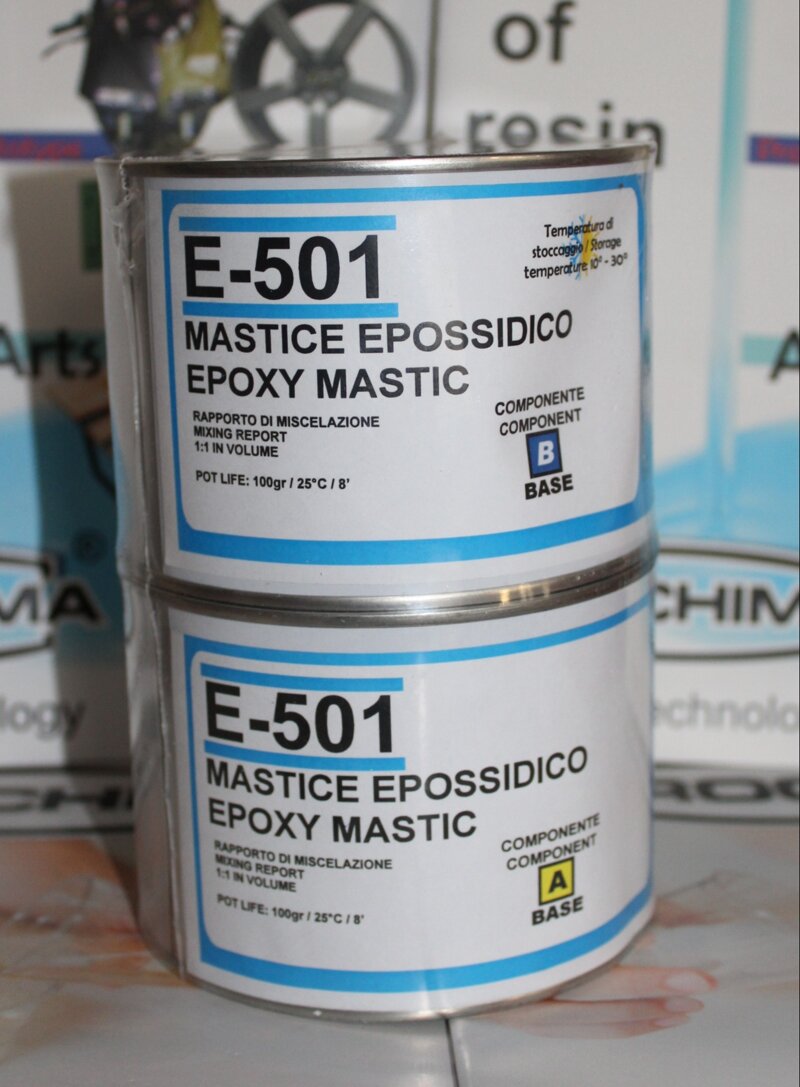 of
resin
E-501
MASTICE EPOSSIDICO
EPOXY MASTIC
Temperatura di
stoccaggio / Storage
temperature: 10° - 30°
RAPPORTO DI MISCELAZIONE
MIXING REPORT
1:1 IN VOLUME
POT LIFE: 100gr / 25°C / 8'
COMPONENTE
COMPONENT
B
BASE
E-501
MASTICE EPOSSIDICO
EPOXY MASTIC
RAPPORTO DI MISCELAZIONE
MIXING REPORT
1:1 IN VOLUME
POT LIFE: 100gr / 25°C / 8'
COMPONENTE
COMPONENT
A
BASE
Arts